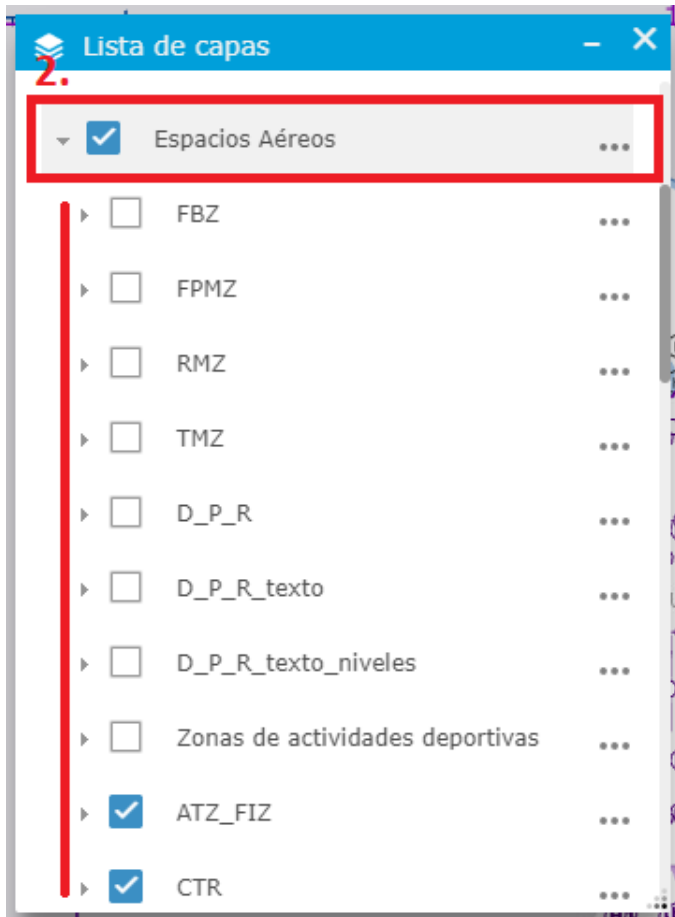 Lista de capas
2.
Espacios Aéreos
FBZ
FPMZ
RMZ
TMZ
D_P_R
D_P_R_texto
D_P_R_texto_niveles
Zonas de actividades deportivas
ATZ_FIZ
CTR